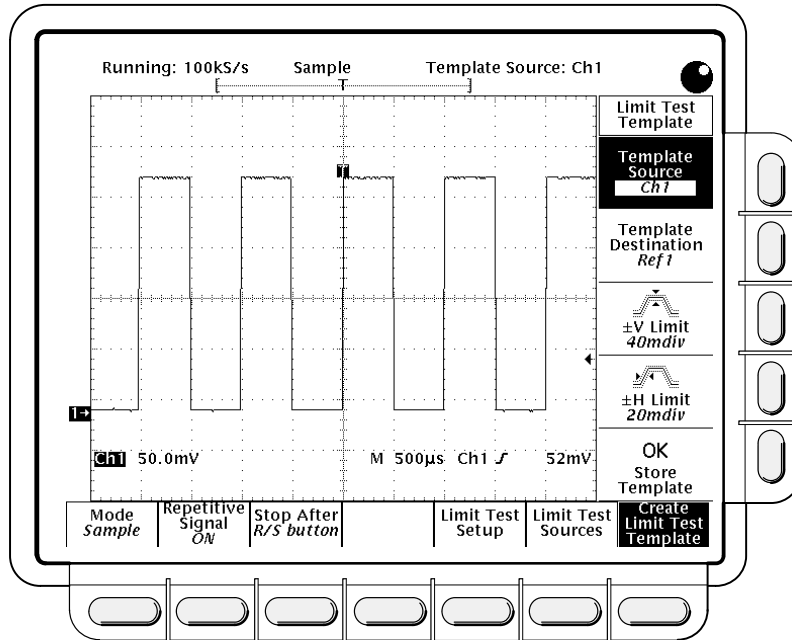 Running: 100kS/s Sample Template Source: Ch1
T
T
Limit Test
Template
Template
Source
Ch1
Template
Destination
Ref1
±V Limit
40mdiv
±H Limit
20mdiv
OK
Store
Template
1→
Ch1 50.0mV M 500µs Ch1 52mV
Mode
Sample
Repetitive
Signal
ON
Stop After
R/S button
Limit Test
Setup
Limit Test
Sources
Create
Limit Test
Template